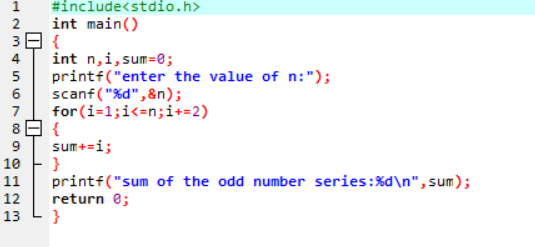 1 #include<stdio.h>
2 int main()
3 {
4 int n,i,sum=0;
5 printf("enter the value of n:");
6 scanf("%d",&n);
7 for(i=1;i<=n;i+=2)
8 {
9 sum+=i;
10 }
11 printf("sum of the odd number series:%d\n",sum);
12 return 0;
13 }